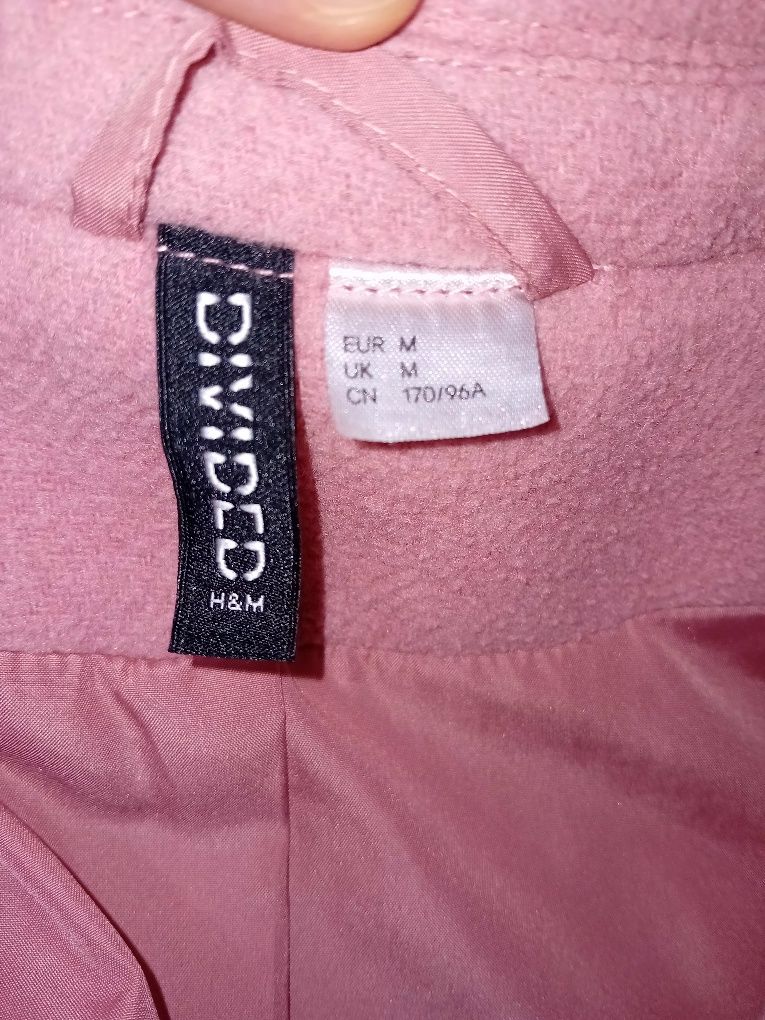 DIVIDED
H&M
EUR M
UK M
CN 170/96A